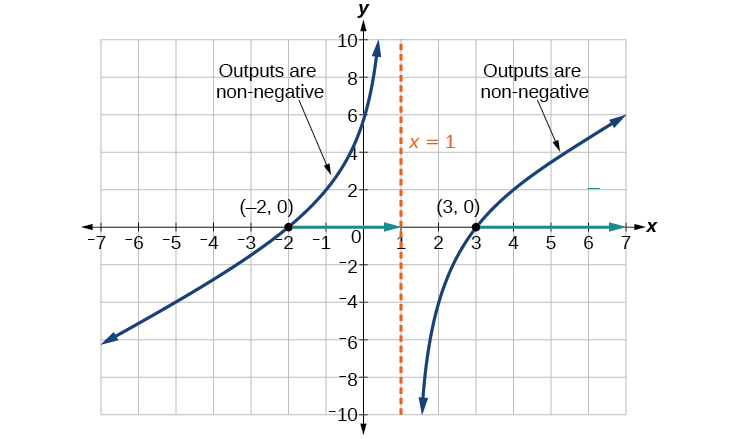 y
10
8
6
4
2
0
−2
−4
−6
−8
−10
Outputs are
non-negative
Outputs are
non-negative
x = 1
(−2, 0)
(3, 0)
−7 −6 −5 −4 −3 −2 −1 1 2 3 4 5 6 7
x